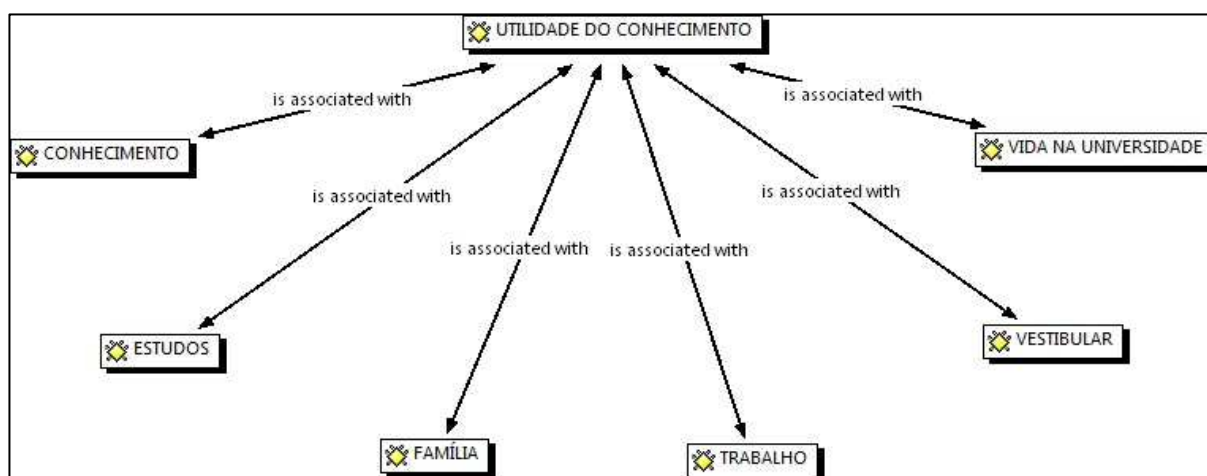 UTILIDADE DO CONHECIMENTO
is associated with
is associated with
CONHECIMENTO
VIDA NA UNIVERSIDADE
is associated with
is associated with
is associated with
is associated with
ESTUDOS
VESTIBULAR
FAMÍLIA
TRABALHO